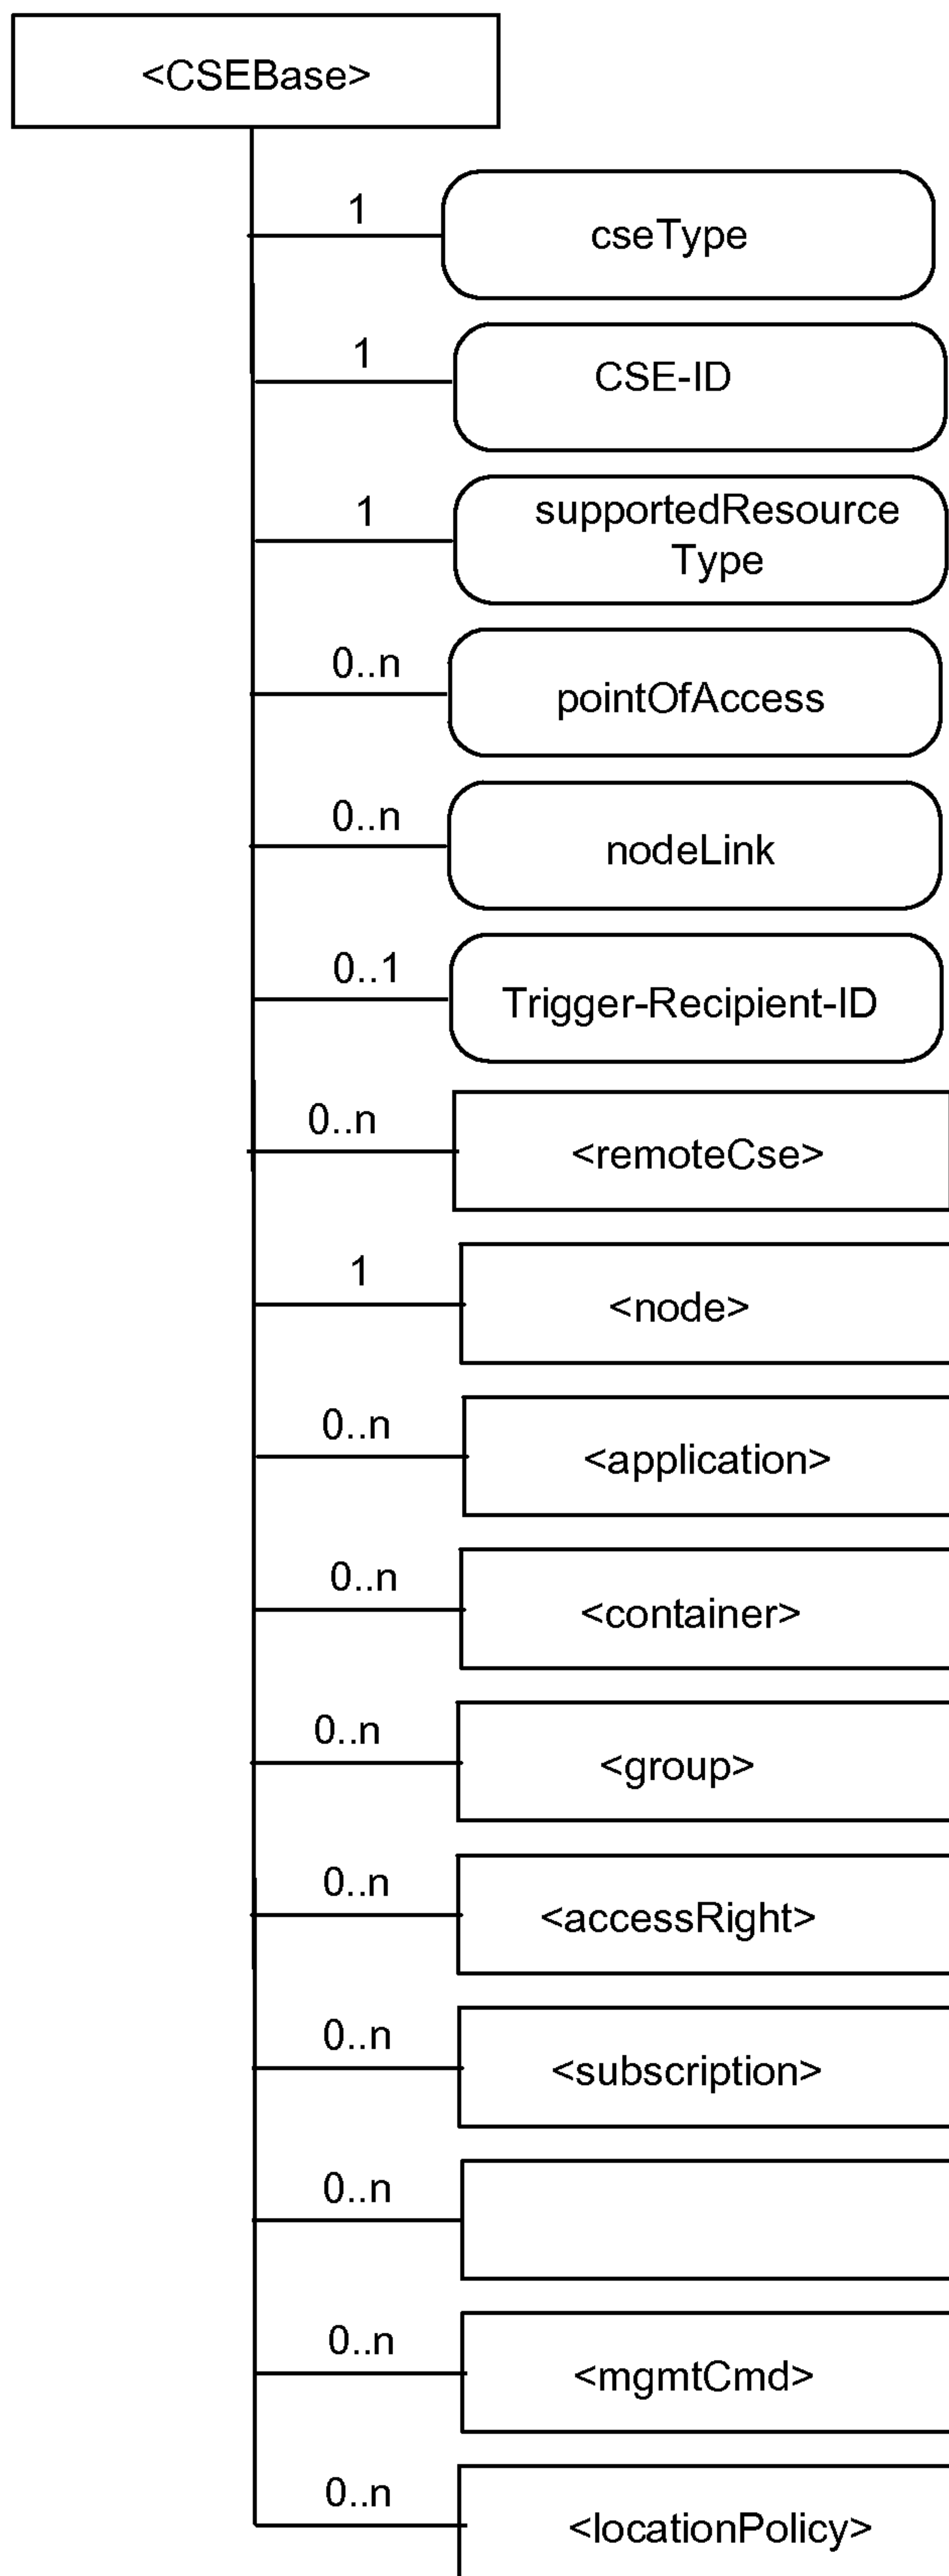 <CSEBase>
1
cseType
1
CSE-ID
1
supportedResource
Type
0..n
pointOfAccess
0..n
nodeLink
0..1
Trigger-Recipient-ID
0..n
<remoteCse>
1
<node>
0..n
<application>
0..n
<container>
0..n
<group>
0..n
<accessRight>
0..n
<subscription>
0..n
0..n
<mgmtCmd>
0..n
<locationPolicy>